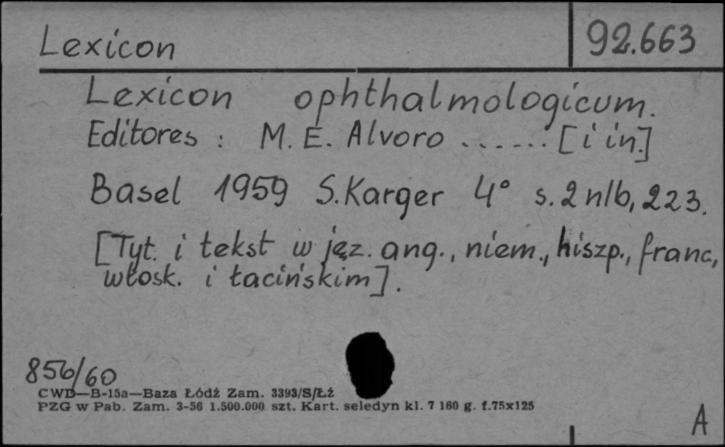 Lexicon 92.663
Lexicon ophthalmologicum.
Editores : M. E. Alvoro ...... [i in.]
Basel 1959 S. Karger 4° s. 2 nlb, 223.
[Tyt. i tekst w jęz. ang., niem., hiszp., franc,
włosk. i łacińskim].
856/60
CWD—B-15a—Baza Łódź Zam. 3393/S/Łź
PZG w Pab. Zam. 3-56 1.500.000 szt. Kart. seledyn kl. 7 160 g. f.75x125
A